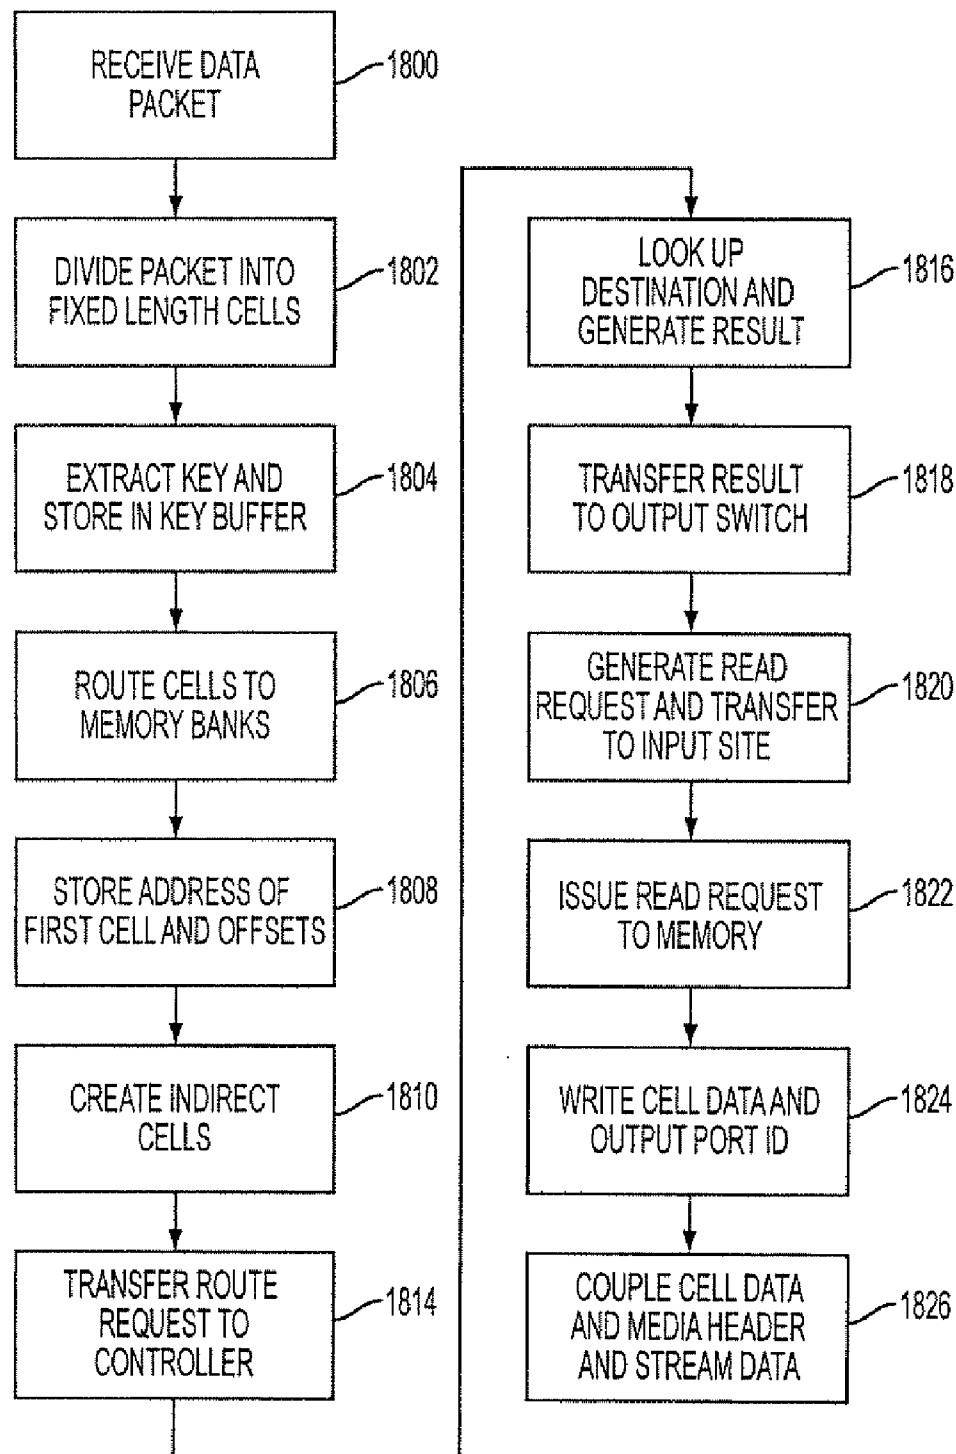 RECEIVE DATA
PACKET
1800
DIVIDE PACKET INTO
FIXED LENGTH CELLS
1802
EXTRACT KEY AND
STORE IN KEY BUFFER
1804
ROUTE CELLS TO
MEMORY BANKS
1806
STORE ADDRESS OF
FIRST CELL AND OFFSETS
1808
CREATE INDIRECT
CELLS
1810
TRANSFER ROUTE
REQUEST TO
CONTROLLER
1814
LOOK UP
DESTINATION AND
GENERATE RESULT
1816
TRANSFER RESULT
TO OUTPUT SWITCH
1818
GENERATE READ
REQUEST AND TRANSFER
TO INPUT SITE
1820
ISSUE READ REQUEST
TO MEMORY
1822
WRITE CELL DATA AND
OUTPUT PORT ID
1824
COUPLE CELL DATA
AND MEDIA HEADER
AND STREAM DATA
1826